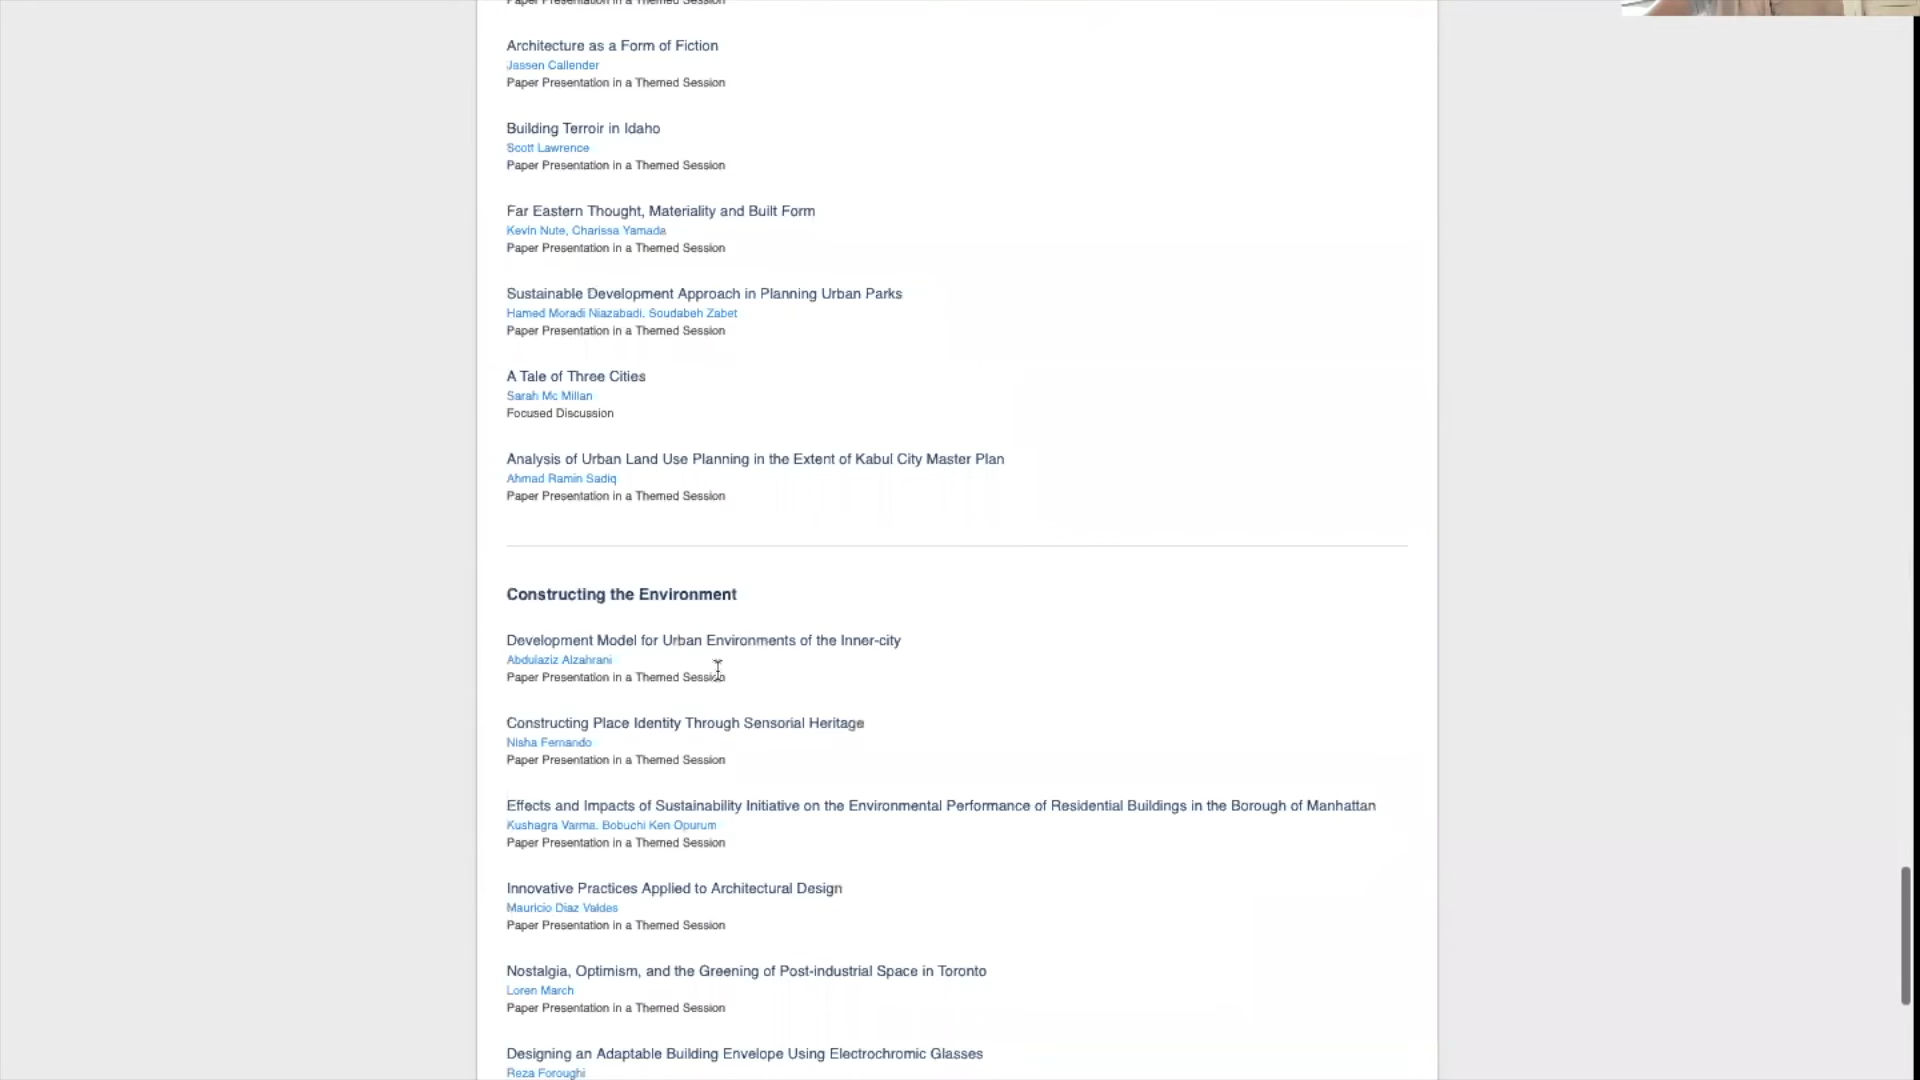 Paper Presentation in a Themed Session
Architecture as a Form of Fiction
Jassen Callender
Paper Presentation in a Themed Session
Building Terroir in Idaho
Scott Lawrence
Paper Presentation in a Themed Session
Far Eastern Thought, Materiality and Built Form
Kevin Nute, Charissa Yamada
Paper Presentation in a Themed Session
Sustainable Development Approach in Planning Urban Parks
Hamed Moradi Niazabadi, Soudabeh Zabet
Paper Presentation in a Themed Session
A Tale of Three Cities
Sarah Mc Millan
Focused Discussion
Analysis of Urban Land Use Planning in the Extent of Kabul City Master Plan
Ahmad Ramin Sadiq
Paper Presentation in a Themed Session
Constructing the Environment
Development Model for Urban Environments of the Inner-city
Abdulaziz Alzahrani
Paper Presentation in a Themed Session
Constructing Place Identity Through Sensorial Heritage
Nisha Fernando
Paper Presentation in a Themed Session
Effects and Impacts of Sustainability Initiative on the Environmental Performance of Residential Buildings in the Borough of Manhattan
Kushagra Varma, Bobuchi Ken Opurum
Paper Presentation in a Themed Session
Innovative Practices Applied to Architectural Design
Mauricio Diaz Valdes
Paper Presentation in a Themed Session
Nostalgia, Optimism, and the Greening of Post-industrial Space in Toronto
Loren March
Paper Presentation in a Themed Session
Designing an Adaptable Building Envelope Using Electrochromic Glasses
Reza Foroughi